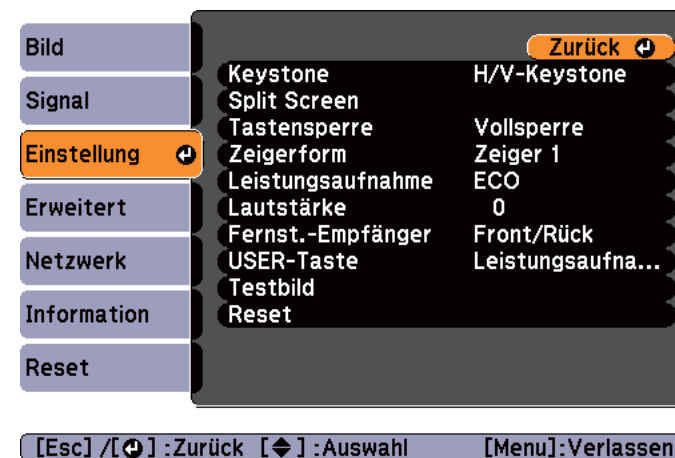 Bild
Signal
Einstellung
Erweitert
Netzwerk
Information
Reset
Zurück
Keystone H/V-Keystone
Split Screen
Tastensperre Vollsperre
Zeigerform Zeiger 1
Leistungsaufnahme ECO
Lautstärke 0
Fernst.-Empfänger Front/Rück
USER-Taste Leistungsaufna...
Testbild
Reset
[Esc] /[ ] :Zurück [ ] :Auswahl [Menu]:Verlassen